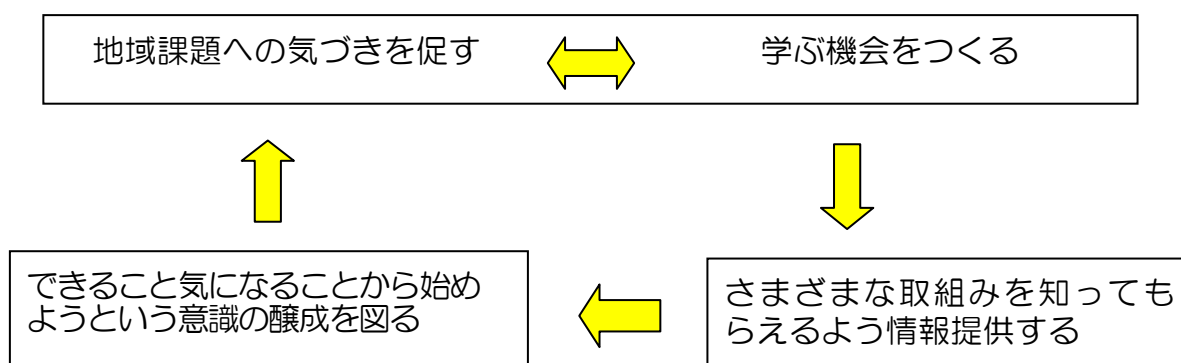 地域課題への気づきを促す
学ぶ機会をつくる
できること気になることから始め
ようという意識の醸成を図る
さまざまな取組みを知っても
らえるよう情報提供する